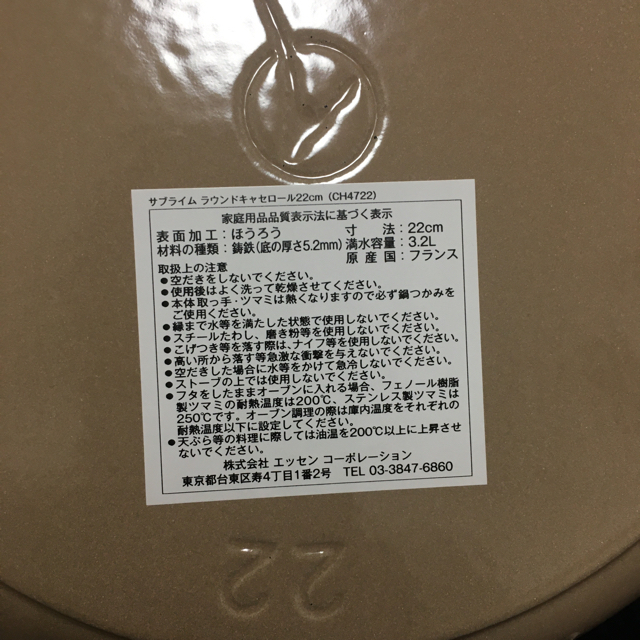 サブライム ラウンドキャセロール22cm (CH4722)
家庭用品品質表示法に基づく表示
表面加工：ほうろう 寸法：22cm
材料の種類：鋳鉄(底の厚さ5.2mm) 満水容量：3.2L
原産国：フランス
取扱上の注意
●空だきをしないでください。
●使用後はよく洗って乾燥させてください。
●本体取っ手・ツマミは熱くなりますので必ず鍋つかみを
ご使用ください。
●縁まで水等を満たした状態で使用しないでください。
●スチールたわし、磨き粉等を使用しないでください。
●こげつき等を落す際は、ナイフ等を使用しないでください。
●高い所から落す等急激な衝撃を与えないでください。
●空だきした場合に水等をかけて急冷しないでください。
●ストーブの上では使用しないでください。
●フタをしたままオーブンに入れる場合、フェノール樹脂
製ツマミの耐熱温度は200℃、ステンレス製ツマミは
250℃です。オーブン調理の際は庫内温度をそれぞれの
耐熱温度以下に設定してください。
●天ぷら等の料理に際しては油温を200℃以上に上昇させ
ないでください。
株式会社 エッセン コーポレーション
東京都台東区寿4丁目1番2号 TEL 03-3847-6860
22